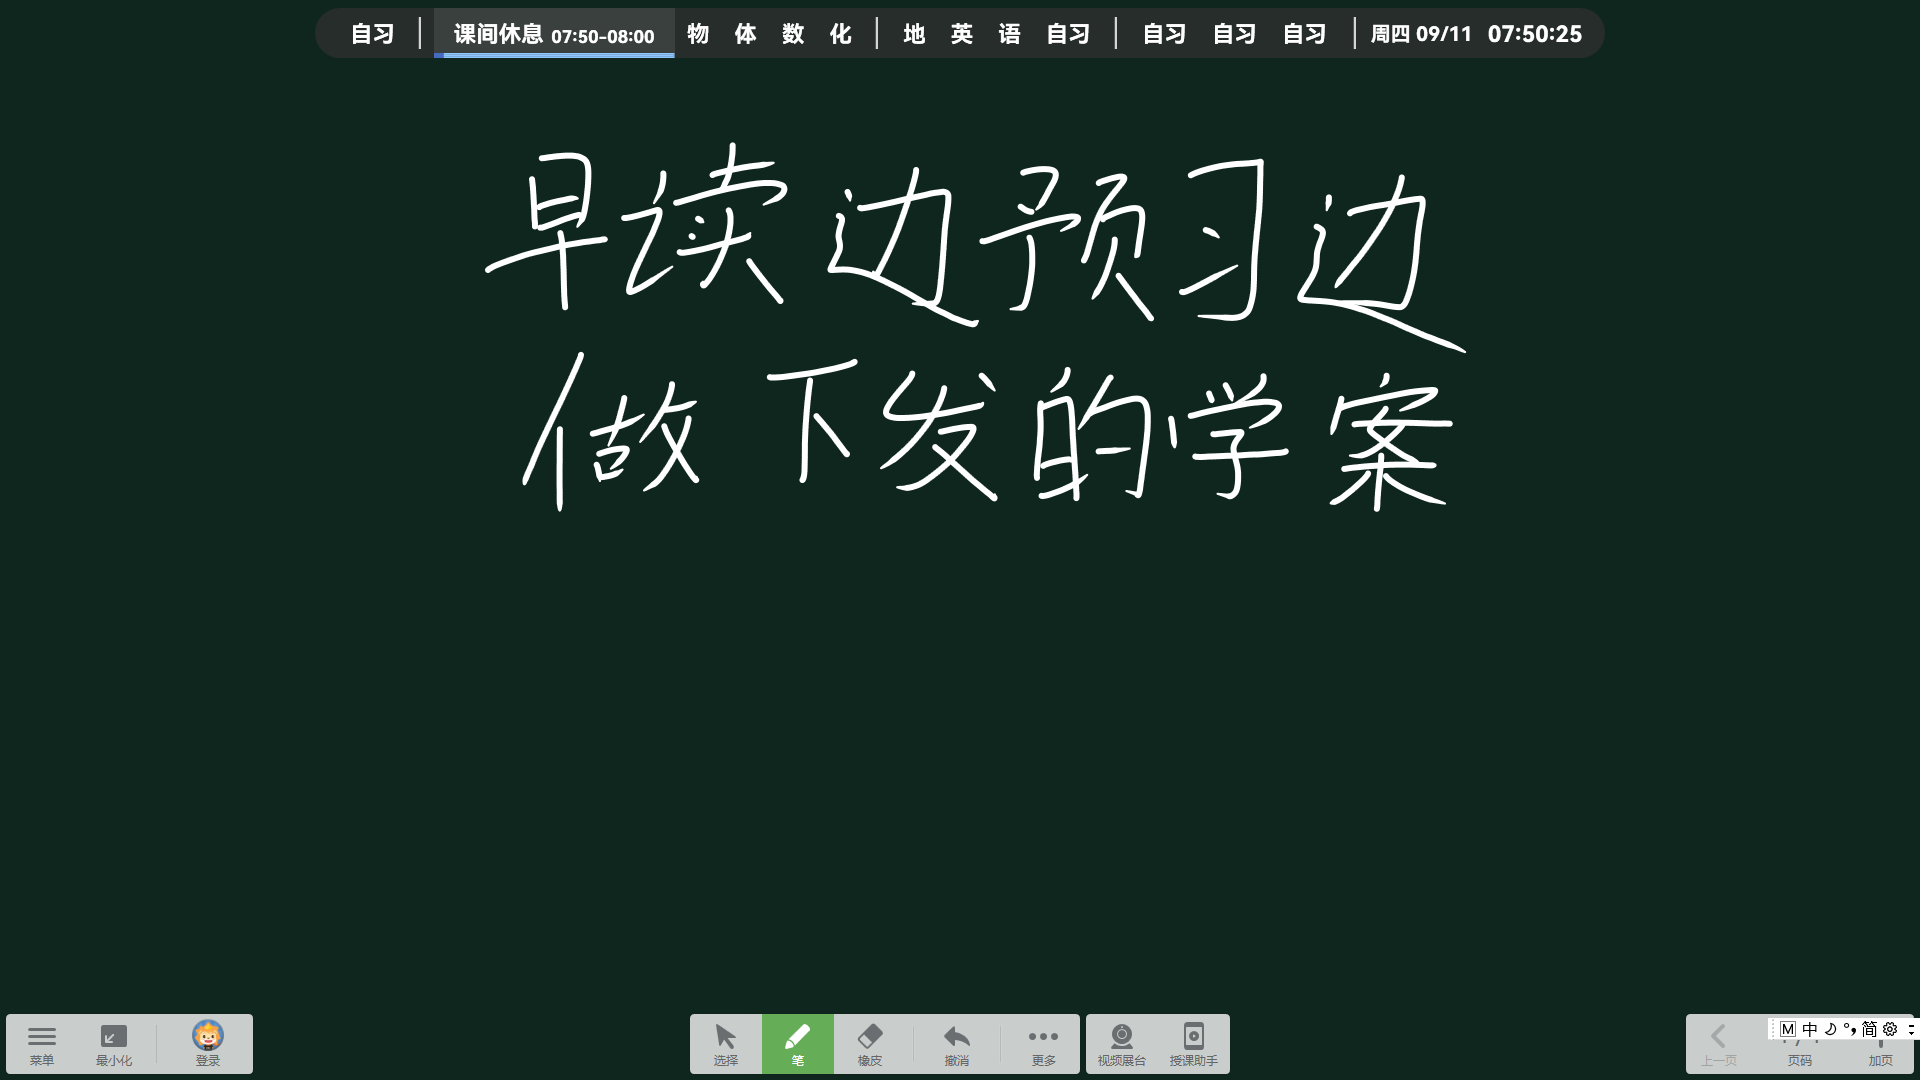 自习 课间休息 07:50-08:00 物 体 数 化 地 英 语 自习 自习 自习 自习 周四 09/11 07:50:25
早读边预习边
做下发的学案
菜单 最小化 登录 选择 笔 橡皮 撤消 更多 视频展台 授课助手 上一页 页码 加页
M 中 简